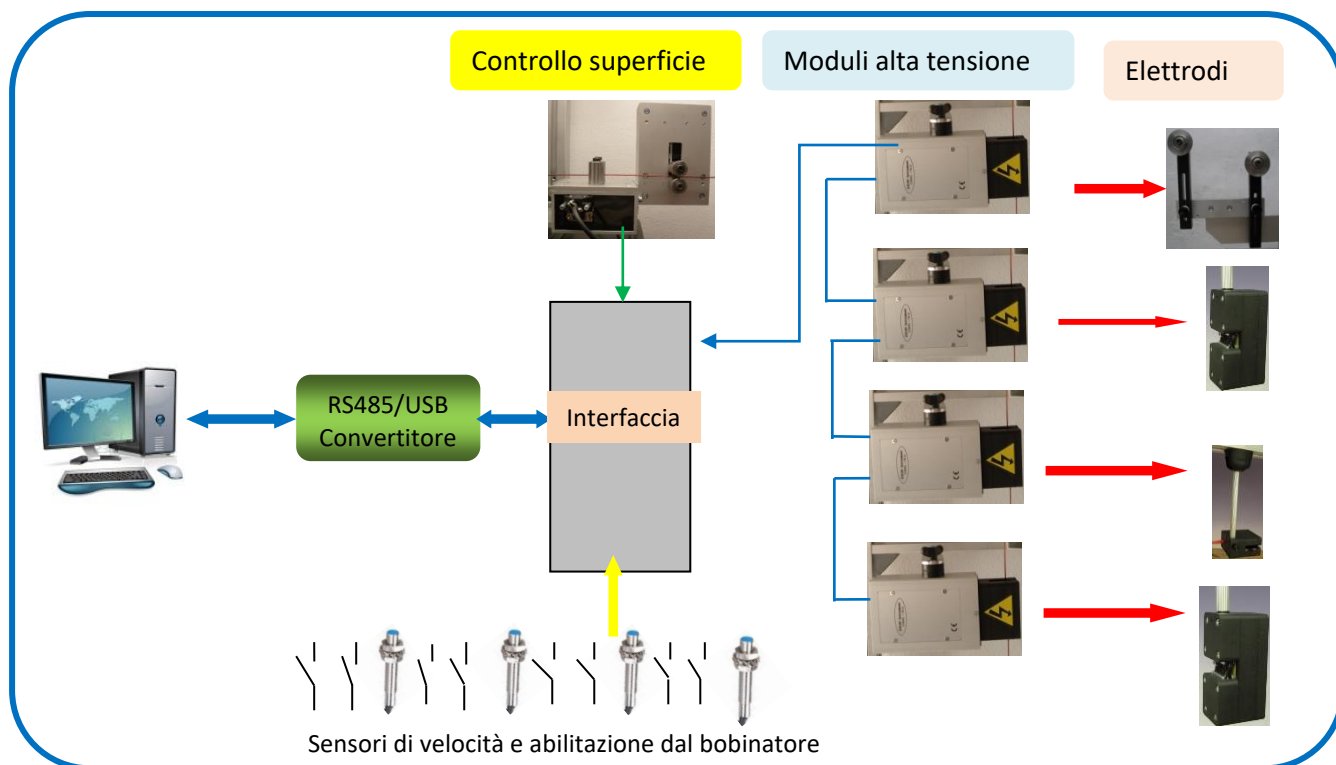 Controllo superficie
Moduli alta tensione
Elettrodi
RS485/USB
Convertitore
Interfaccia
Sensori di velocità e abilitazione dal bobinatore